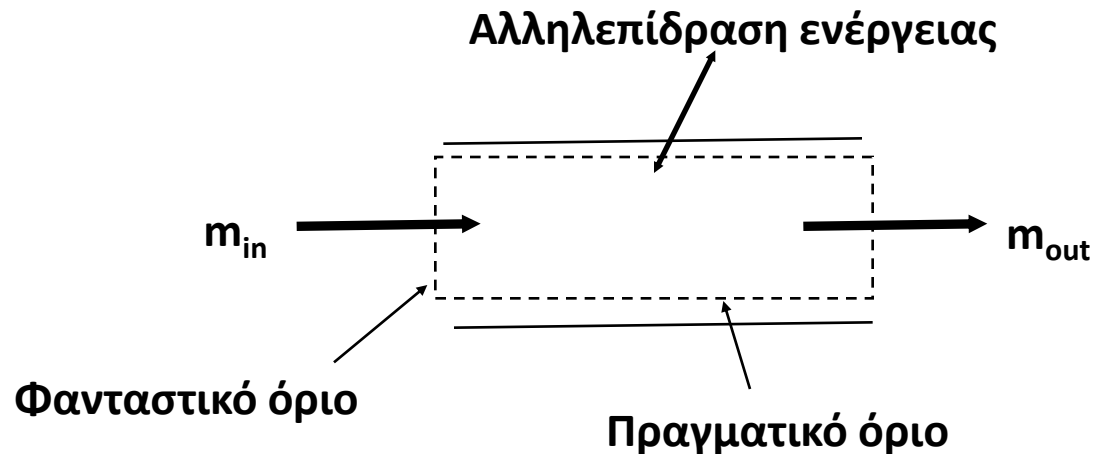 Αλληλεπίδραση ενέργειας
m_in
m_out
Φανταστικό όριο
Πραγματικό όριο